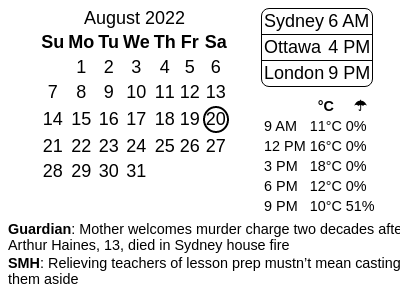 August 2022
Su Mo Tu We Th Fr Sa
1 2 3 4 5 6
7 8 9 10 11 12 13
14 15 16 17 18 19 20
21 22 23 24 25 26 27
28 29 30 31
Sydney 6 AM
Ottawa 4 PM
London 9 PM
°C ☂
9 AM 11°C 0%
12 PM 16°C 0%
3 PM 18°C 0%
6 PM 12°C 0%
9 PM 10°C 51%
Guardian: Mother welcomes murder charge two decades afte
Arthur Haines, 13, died in Sydney house fire
SMH: Relieving teachers of lesson prep mustn’t mean casting
them aside